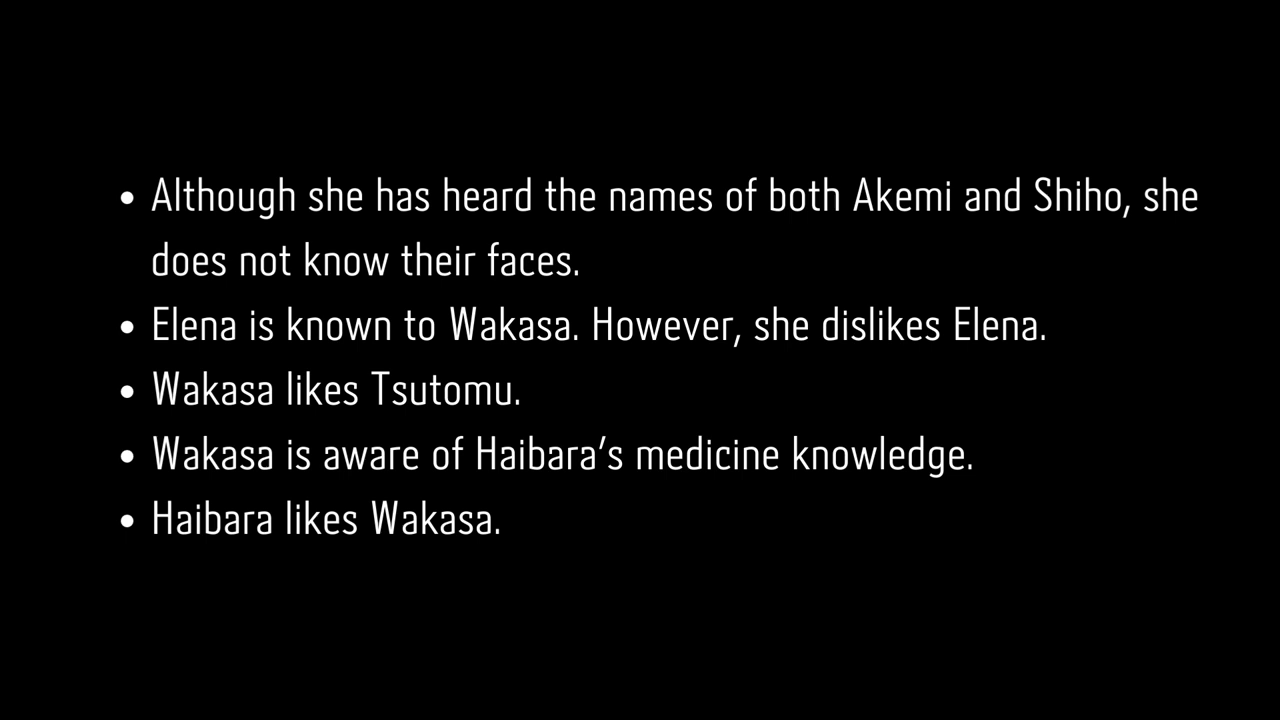 • Although she has heard the names of both Akemi and Shiho, she
does not know their faces.
• Elena is known to Wakasa. However, she dislikes Elena.
• Wakasa likes Tsutomu.
• Wakasa is aware of Haibara’s medicine knowledge.
• Haibara likes Wakasa.